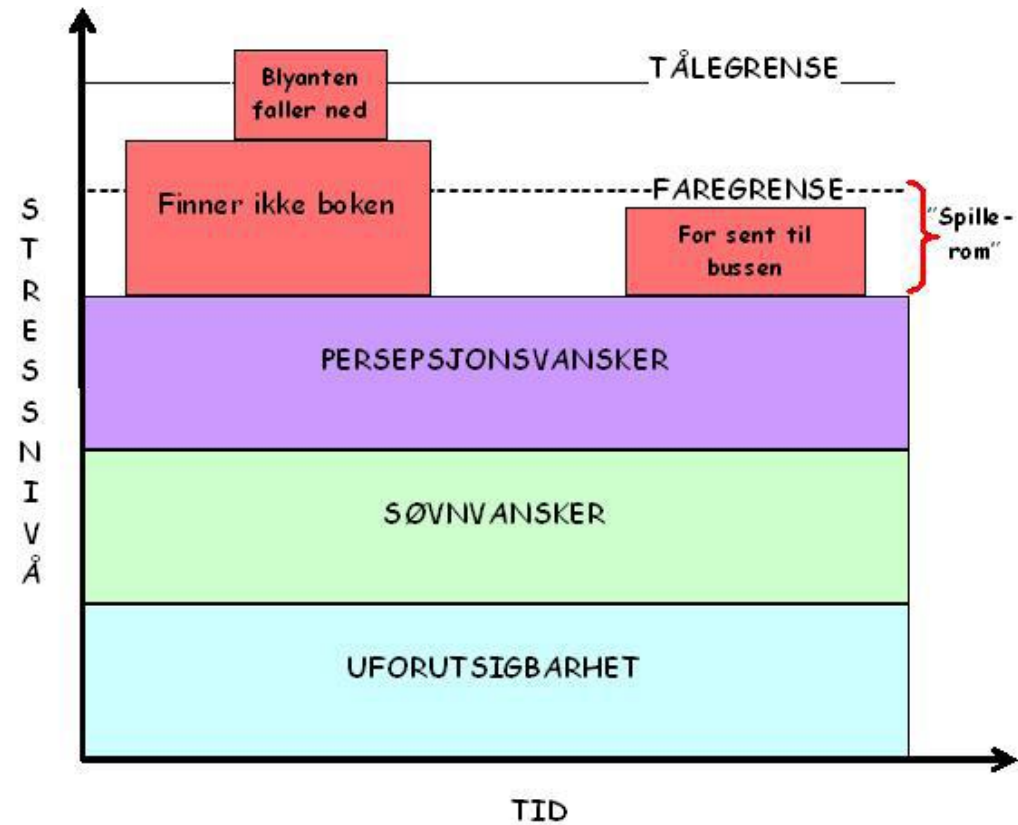 TÅLEGRENSE
Blyanten
faller ned
FAREGRENSE
Finner ikke boken
"Spille-
rom"
For sent til
bussen
STRESSNIVÅ
PERSEPSJONSVANSKER
SØVNVANSKER
UFORUTSIGBARHET
TID